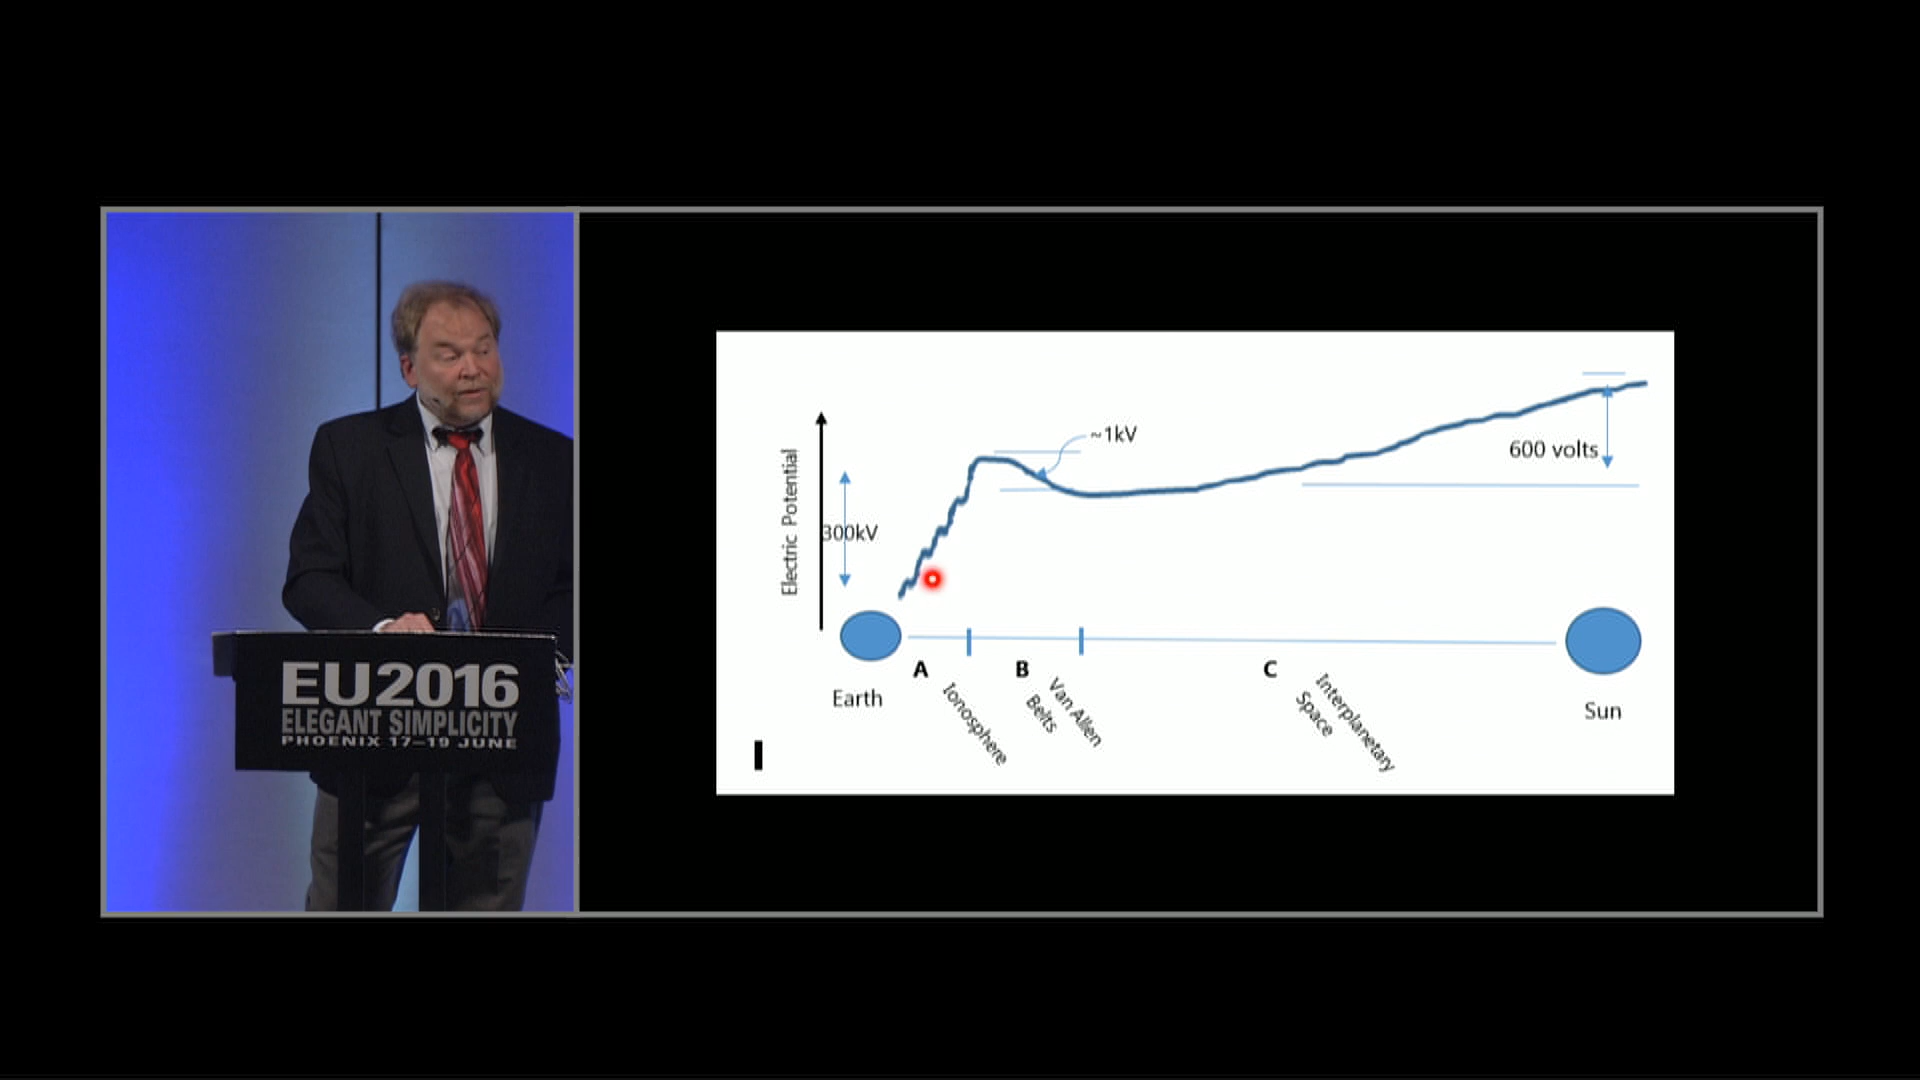 EU2016
ELEGANT SIMPLICITY
PHOENIX 17–19 JUNE
Electric Potential
300kV
~1kV
600 volts
A
B
C
Earth
Ionosphere
Van Allen
Belts
Interplanetary
Space
Sun
I